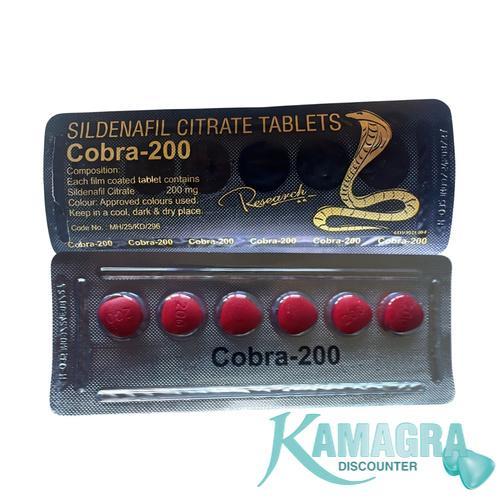 SILDENAFIL CITRATE TABLETS
Cobra-200
Composition:
Each film coated tablet contains
Sildenafil Citrate 200 mg
Colour: Approved colours used.
Keep in a cool, dark & dry place.
Code No. : MH/25/KD/296
Research
Cobra-200 Cobra-200 Cobra-200 Cobra-200 Cobra-200 Cobra-200
200
Cobra-200
KAMAGRA
DISCOUNTER